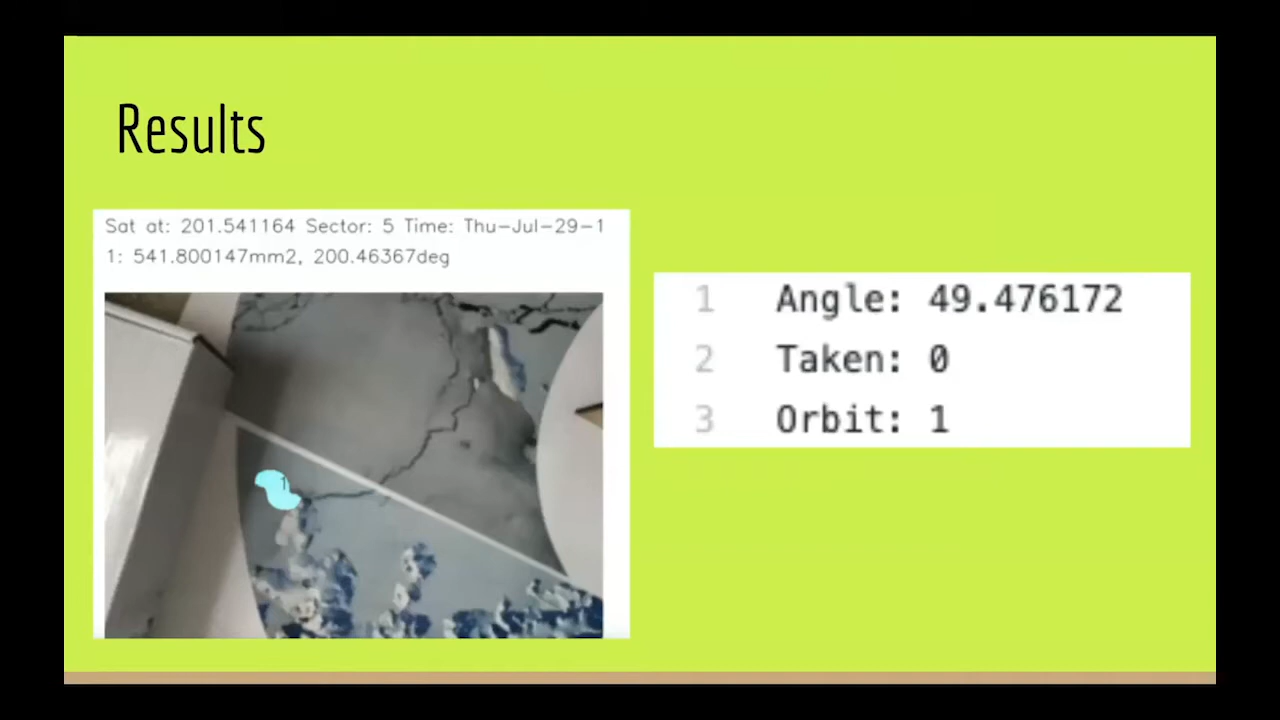 Results
Sat at: 201.541164 Sector: 5 Time: Thu-Jul-29-1
1: 541.800147mm2, 200.46367deg
1
1 Angle: 49.476172
2 Taken: 0
3 Orbit: 1